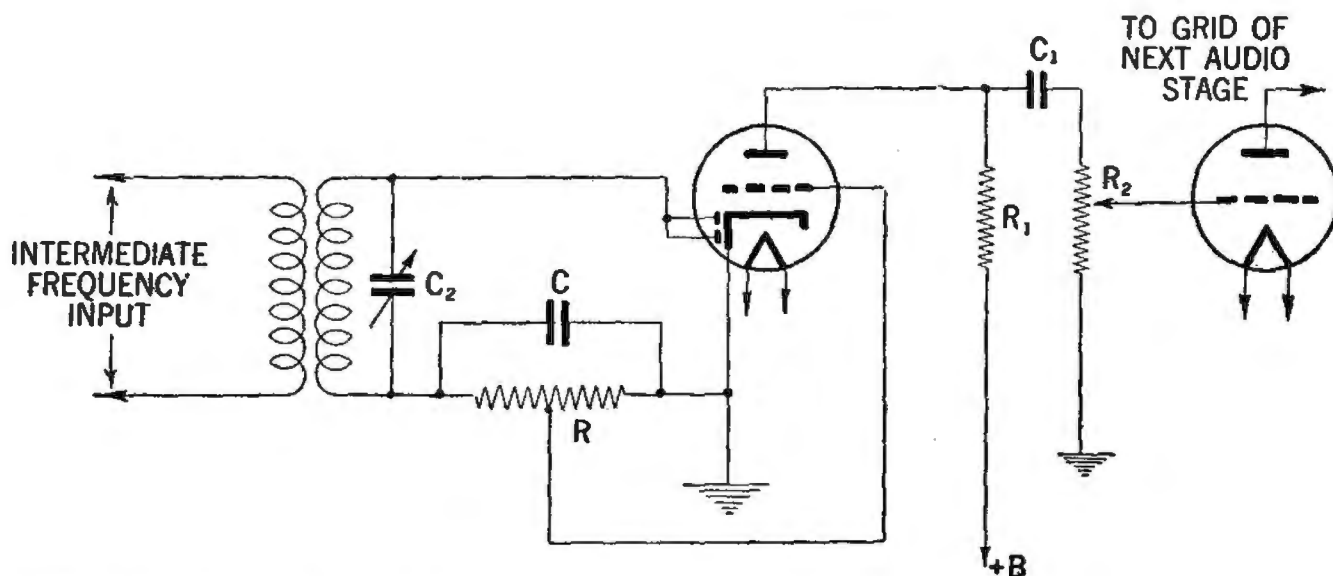 INTERMEDIATE
FREQUENCY
INPUT
C₂
C
R
C₁
R₁
R₂
+B
TO GRID OF
NEXT AUDIO
STAGE